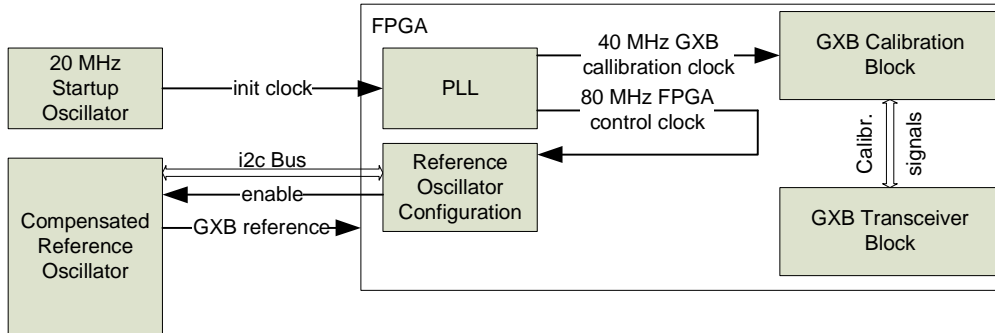 FPGA
20 MHz
Startup
Oscillator
init clock
PLL
40 MHz GXB
callibration clock
80 MHz FPGA
control clock
GXB Calibration
Block
Calibr.
signals
GXB Transceiver
Block
i2c Bus
enable
GXB reference
Reference
Oscillator
Configuration
Compensated
Reference
Oscillator